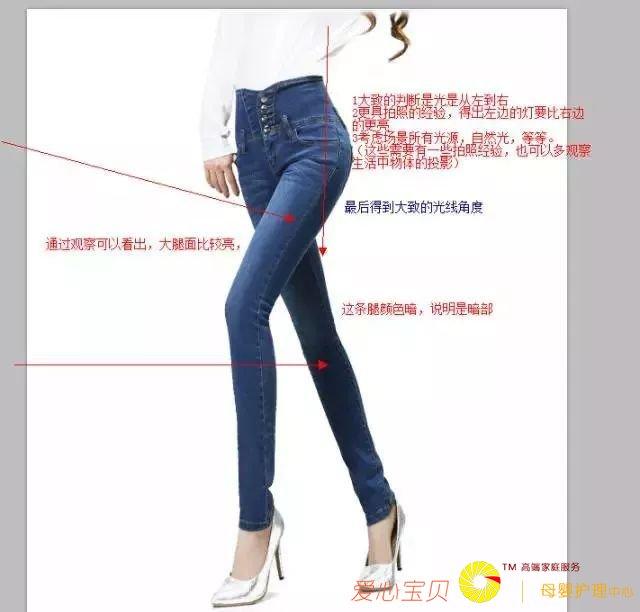 1大致的判断是光是从左到右
2更具拍照的经验，得出左边的灯要比右边
的更亮
3考虑场景所有光源，自然光，等等。
（这些需要有一些拍照经验，也可以多观察
生活中物体的投影）
最后得到大致的光线角度
通过观察可以看出，大腿面比较亮，
这条腿颜色暗，说明是暗部
TM 高端家庭服务
爱心宝贝
母婴护理中心